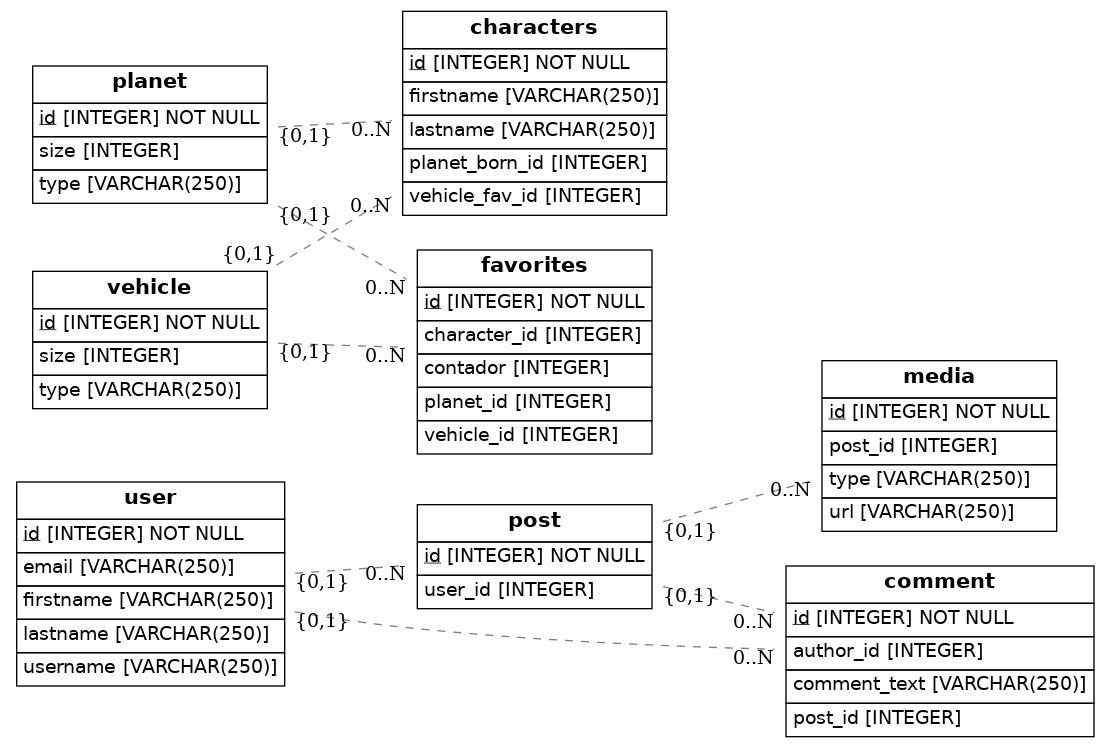 characters
id [INTEGER] NOT NULL
firstname [VARCHAR(250)]
lastname [VARCHAR(250)]
planet_born_id [INTEGER]
vehicle_fav_id [INTEGER]
planet
id [INTEGER] NOT NULL
size [INTEGER]
type [VARCHAR(250)]
{0,1}
0..N
{0,1}
0..N
{0,1}
0..N
vehicle
id [INTEGER] NOT NULL
size [INTEGER]
type [VARCHAR(250)]
{0,1}
0..N
favorites
id [INTEGER] NOT NULL
character_id [INTEGER]
contador [INTEGER]
planet_id [INTEGER]
vehicle_id [INTEGER]
media
id [INTEGER] NOT NULL
post_id [INTEGER]
type [VARCHAR(250)]
url [VARCHAR(250)]
user
id [INTEGER] NOT NULL
email [VARCHAR(250)]
firstname [VARCHAR(250)]
lastname [VARCHAR(250)]
username [VARCHAR(250)]
{0,1}
0..N
{0,1}
0..N
post
id [INTEGER] NOT NULL
user_id [INTEGER]
{0,1}
0..N
{0,1}
0..N
comment
id [INTEGER] NOT NULL
author_id [INTEGER]
comment_text [VARCHAR(250)]
post_id [INTEGER]